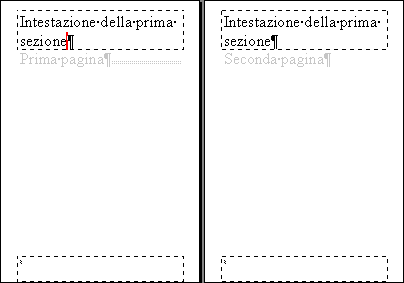 Intestazione della prima
sezione¶
Prima pagina¶
Intestazione della prima
sezione¶
Seconda pagina¶